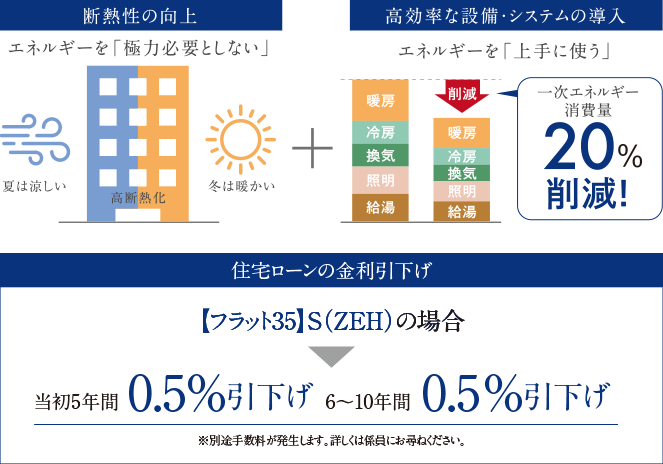 断熱性の向上
エネルギーを「極力必要としない」
夏は涼しい
高断熱化
冬は暖かい
高効率な設備・システムの導入
エネルギーを「上手に使う」
暖房
冷房
換気
照明
給湯
削減
暖房
冷房
換気
照明
給湯
一次エネルギー
消費量
20%
削減!
住宅ローンの金利引下げ
【フラット35】S(ZEH)の場合
当初5年間 0.5%引下げ 6〜10年間 0.5%引下げ
※別途手数料が発生します。詳しくは係員にお尋ねください。